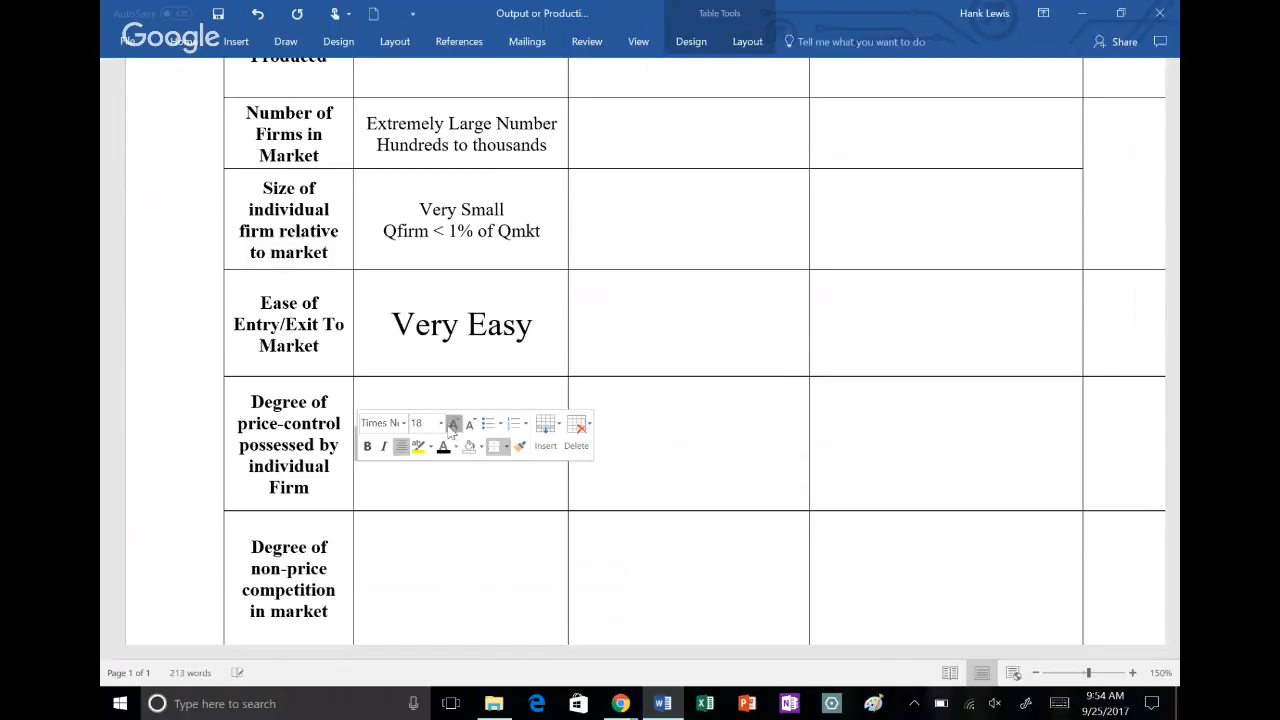 AutoSave Off
Output or Producti...
Table Tools
Hank Lewis
Google
File
Home
Insert
Draw
Design
Layout
References
Mailings
Review
View
Design
Layout
Tell me what you want to do
Share
Produced
Number of
Firms in
Market
Extremely Large Number
Hundreds to thousands
Size of
individual
firm relative
to market
Very Small
Qfirm < 1% of Qmkt
Ease of
Entry/Exit To
Market
Very Easy
Degree of
price-control
possessed by
individual
Firm
Times Ne
18
Insert
Delete
Degree of
non-price
competition
in market
Page 1 of 1
213 words
150%
Type here to search
9:54 AM
9/25/2017